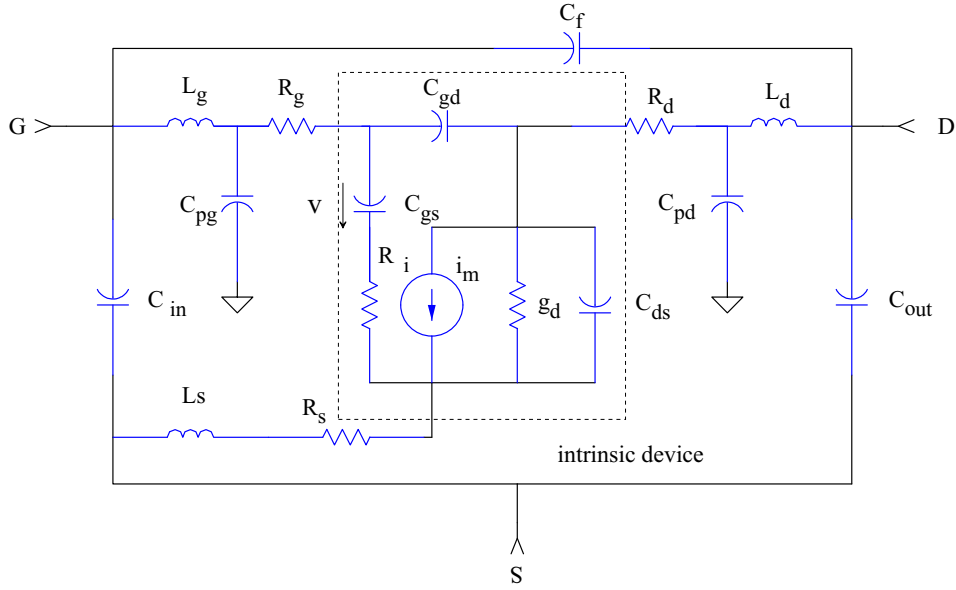 C_f
L_g
R_g
C_gd
R_d
L_d
G
D
C_pg
v
C_gs
C_pd
R_i
i_m
C_in
g_d
C_ds
C_out
Ls
R_s
intrinsic device
S